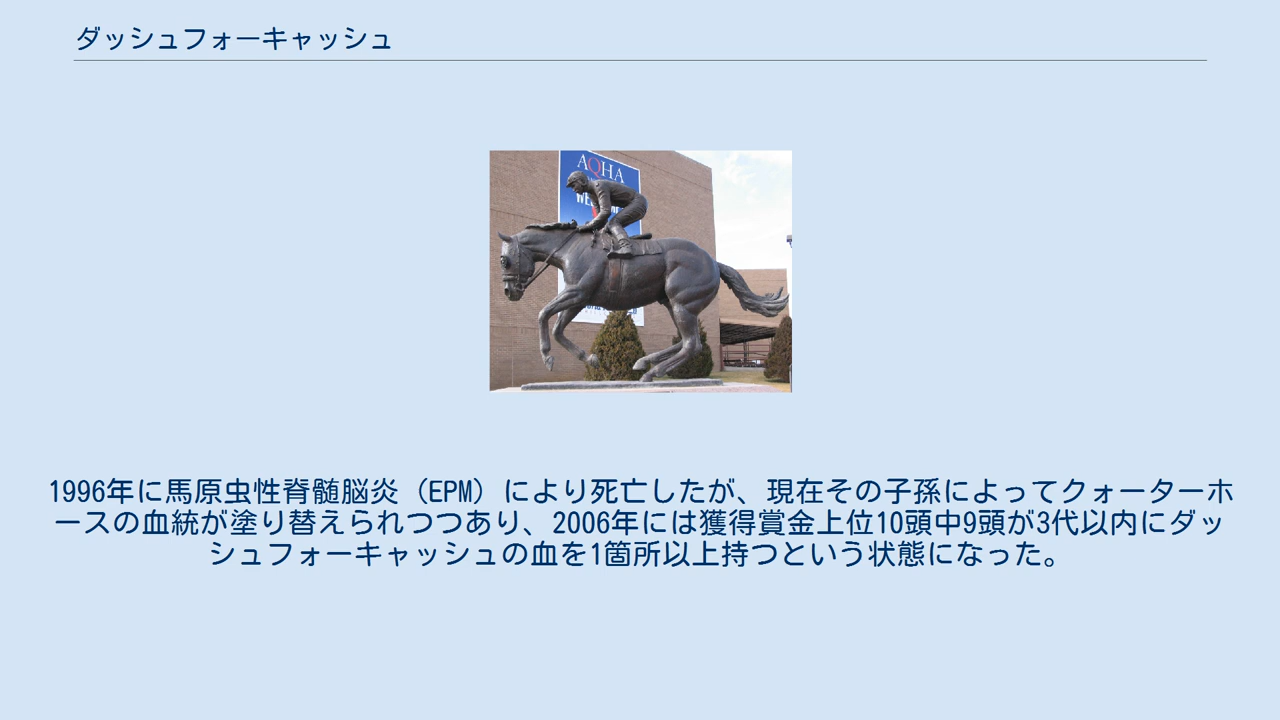 ダッシュフォーキャッシュ
AQHA
1996年に馬原虫性脊髄脳炎（EPM）により死亡したが、現在その子孫によってクォーターホ
ースの血統が塗り替えられつつあり、2006年には獲得賞金上位10頭中9頭が3代以内にダッ
シュフォーキャッシュの血を1箇所以上持つという状態になった。